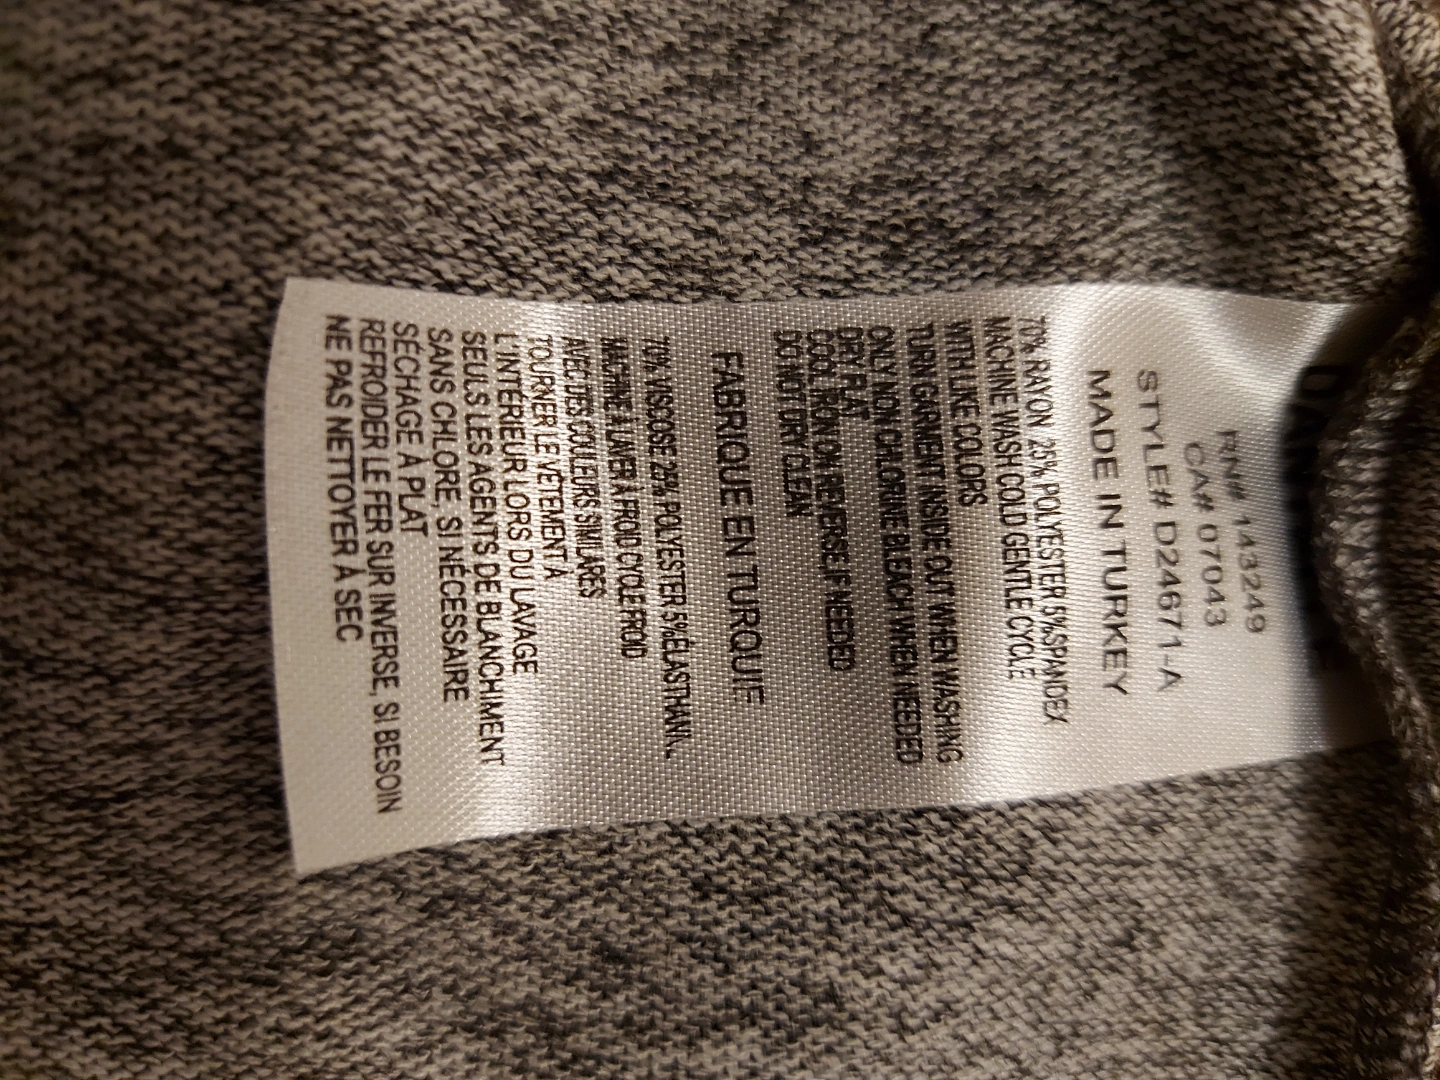 RN# 143249
CA# 07043
STYLE# D24671-A
MADE IN TURKEY
70% RAYON 25% POLYESTER 5%SPANDEX
MACHINE WASH COLD GENTLE CYCLE
WITH LIKE COLORS
TURN GARMENT INSIDE OUT WHEN WASHING
ONLY NON CHLORINE BLEACH WHEN NEEDED
DRY FLAT
COOL IRON ON REVERSE IF NEEDED
DO NOT DRY CLEAN
FABRIQUE EN TURQUIE
70% VISCOSE 25% POLYESTER 5%ÉLASTHANN..
MACHINE À LAVER A FROID CYCLE FROID
AVEC DES COULEURS SIMILARES
TOURNER LE VÊTEMENT À
L'INTÉRIEUR LORS DU LAVAGE
SEULS LES AGENTS DE BLANCHIMENT
SANS CHLORE, SI NÉCESSAIRE
SÉCHAGE À PLAT
REFROIDER LE FER SUR INVERSE, SI BESOIN
NE PAS NETTOYER À SEC